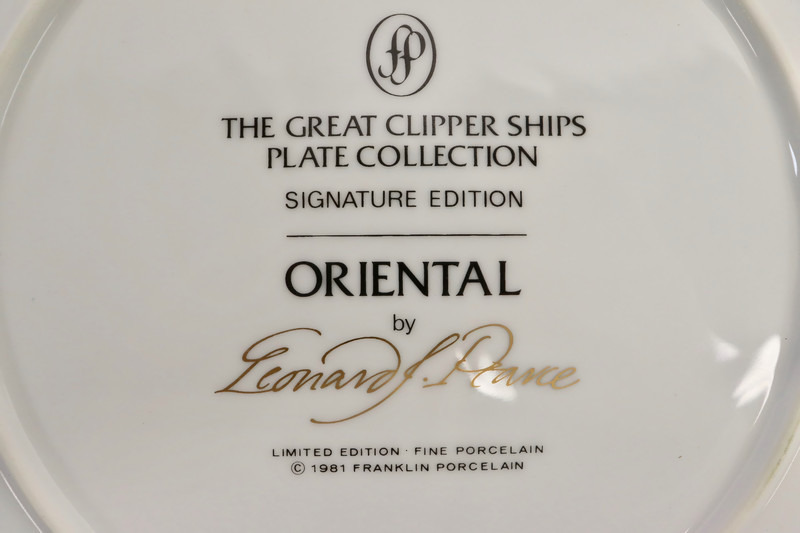 fp
THE GREAT CLIPPER SHIPS
PLATE COLLECTION
SIGNATURE EDITION
ORIENTAL
by
Leonard J. Pearce
LIMITED EDITION · FINE PORCELAIN
© 1981 FRANKLIN PORCELAIN